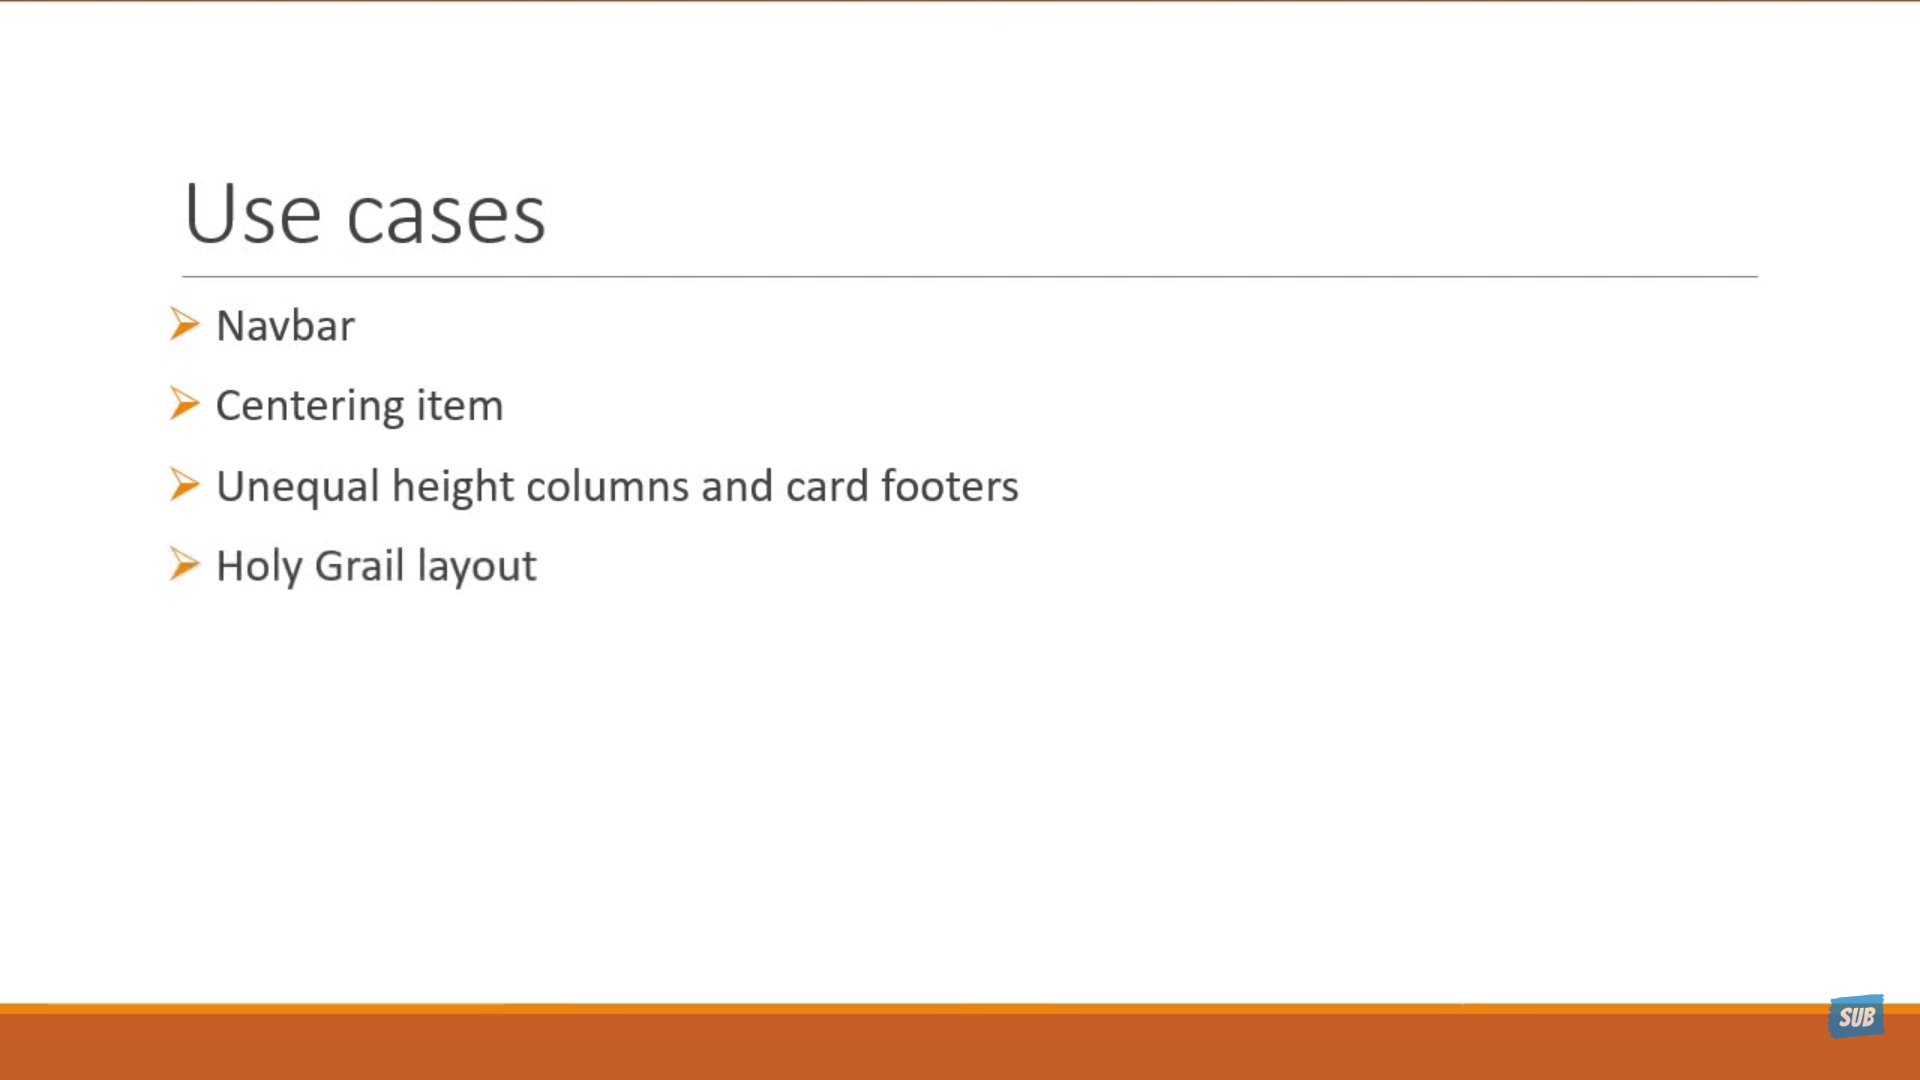 Use cases
Navbar
Centering item
Unequal height columns and card footers
Holy Grail layout
SUB